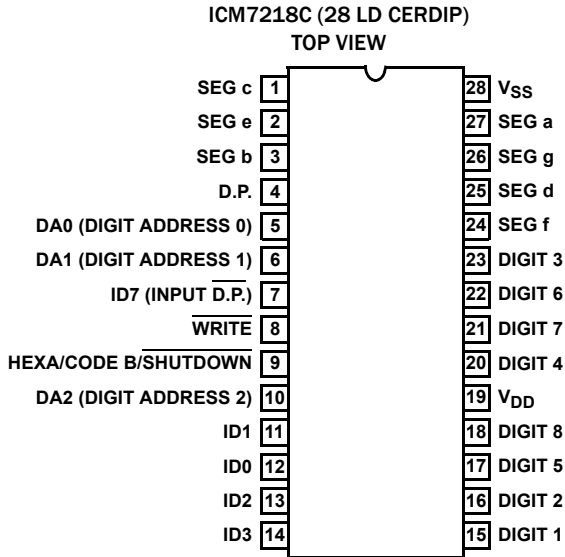 ICM7218C (28 LD CERDIP)
TOP VIEW
SEG c 1 28 VSS
SEG e 2 27 SEG a
SEG b 3 26 SEG g
D.P. 4 25 SEG d
DA0 (DIGIT ADDRESS 0) 5 24 SEG f
DA1 (DIGIT ADDRESS 1) 6 23 DIGIT 3
ID7 (INPUT D.P.) 7 22 DIGIT 6
WRITE 8 21 DIGIT 7
HEXA/CODE B/SHUTDOWN 9 20 DIGIT 4
DA2 (DIGIT ADDRESS 2) 10 19 VDD
ID1 11 18 DIGIT 8
ID0 12 17 DIGIT 5
ID2 13 16 DIGIT 2
ID3 14 15 DIGIT 1